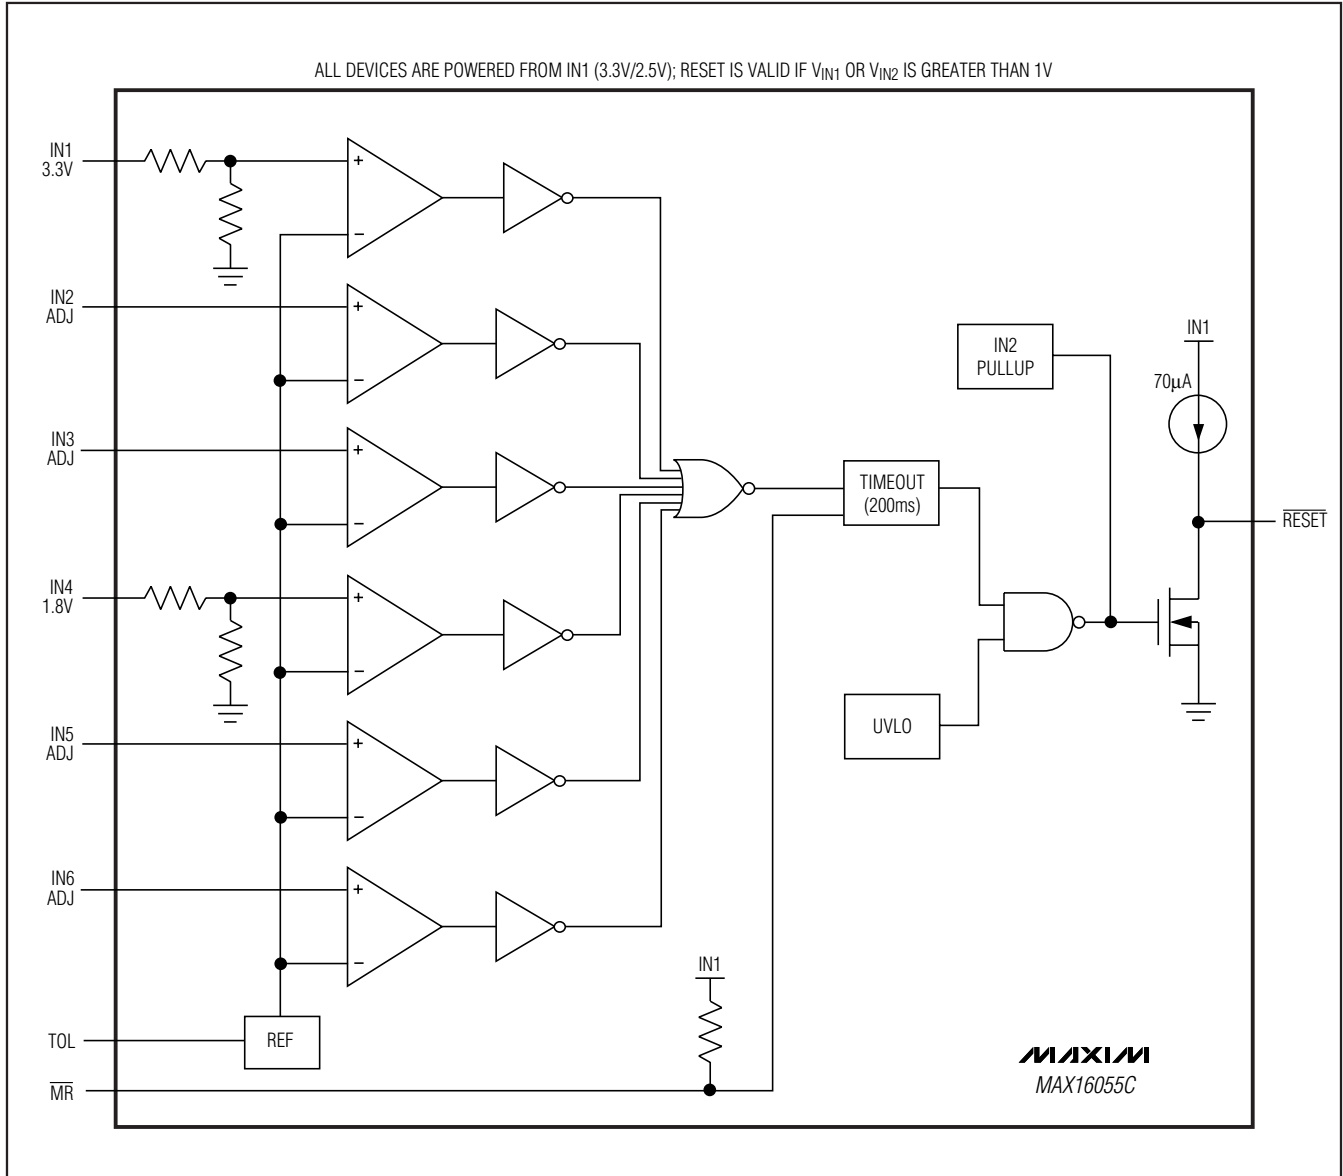 ALL DEVICES ARE POWERED FROM IN1 (3.3V/2.5V); RESET IS VALID IF VIN1 OR VIN2 IS GREATER THAN 1V
IN1
3.3V
+
−
IN2
ADJ
+
−
IN3
ADJ
+
−
IN4
1.8V
+
−
IN5
ADJ
+
−
IN6
ADJ
+
−
TOL
REF
MR
IN1
TIMEOUT
(200ms)
UVLO
IN2
PULLUP
IN1
70µA
RESET
MAXIM
MAX16055C